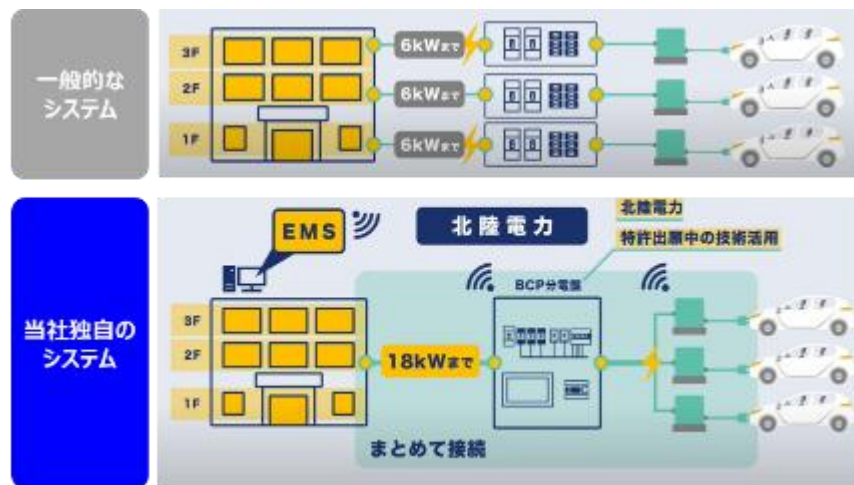 一般的な
システム
3F
2F
1F
6kWまで
6kWまで
6kWまで
当社独自の
システム
EMS
北陸電力
北陸電力
特許出願中の技術活用
BCP分電盤
3F
2F
1F
18kWまで
まとめて接続